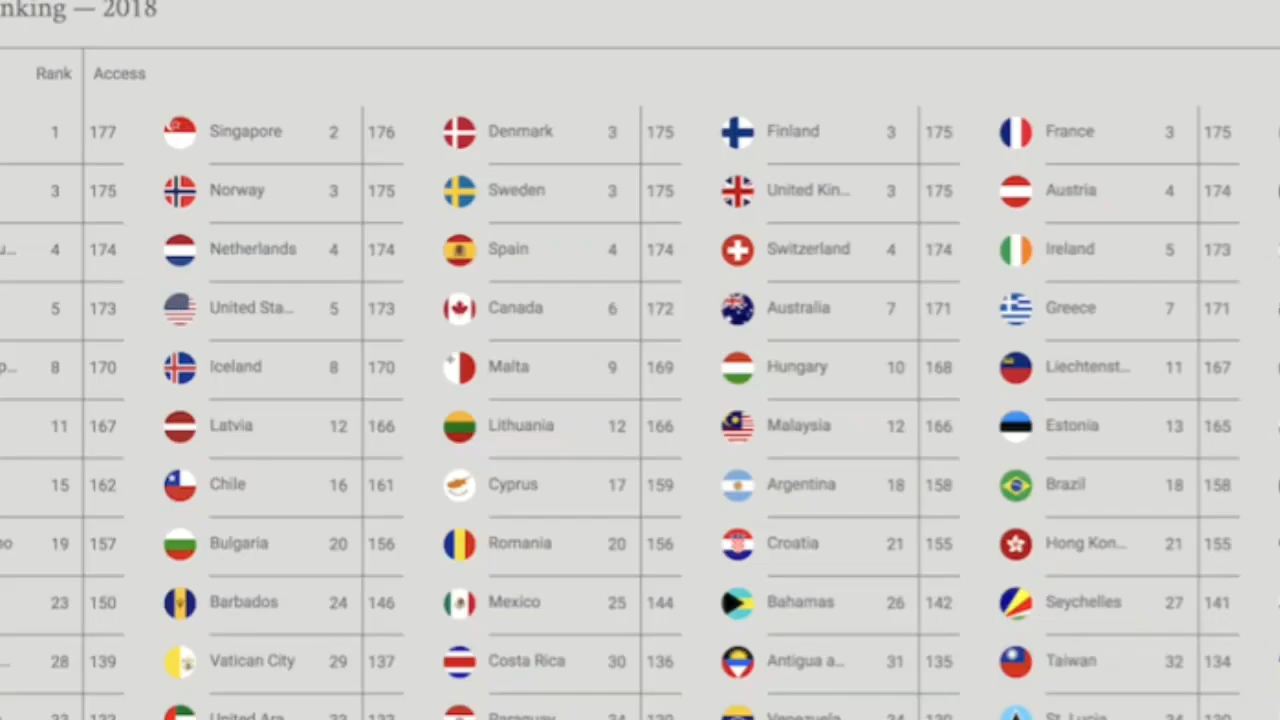 nking — 2018
Rank Access
1 177 Singapore 2 176 Denmark 3 175 Finland 3 175 France 3 175
3 175 Norway 3 175 Sweden 3 175 United Kin... 3 175 Austria 4 174
u... 4 174 Netherlands 4 174 Spain 4 174 Switzerland 4 174 Ireland 5 173
5 173 United Sta... 5 173 Canada 6 172 Australia 7 171 Greece 7 171
p... 8 170 Iceland 8 170 Malta 9 169 Hungary 10 168 Liechtenst... 11 167
11 167 Latvia 12 166 Lithuania 12 166 Malaysia 12 166 Estonia 13 165
15 162 Chile 16 161 Cyprus 17 159 Argentina 18 158 Brazil 18 158
no 19 157 Bulgaria 20 156 Romania 20 156 Croatia 21 155 Hong Kon... 21 155
23 150 Barbados 24 146 Mexico 25 144 Bahamas 26 142 Seychelles 27 141
... 28 139 Vatican City 29 137 Costa Rica 30 136 Antigua a... 31 135 Taiwan 32 134
United Ara... Paraguay Venezuela St. Lucia